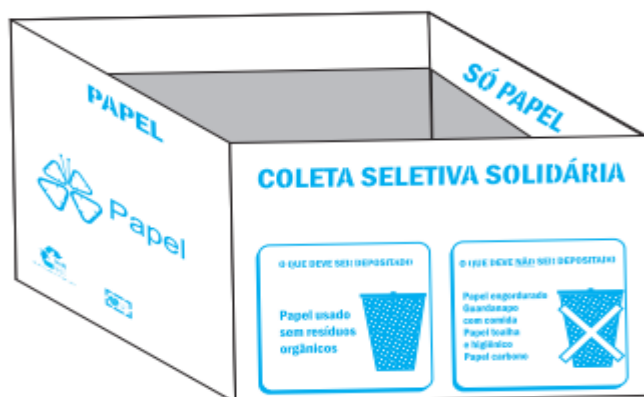 PAPEL
Papel
SÓ PAPEL
COLETA SELETIVA SOLIDÁRIA
O QUE DEVE SER DEPOSITADO
Papel usado
sem resíduos
orgânicos
O QUE DEVE NÃO SER DEPOSITADO
Papel engordurado
Guardanapo
com comida
Papel toalha
e higiênico
Papel carbono